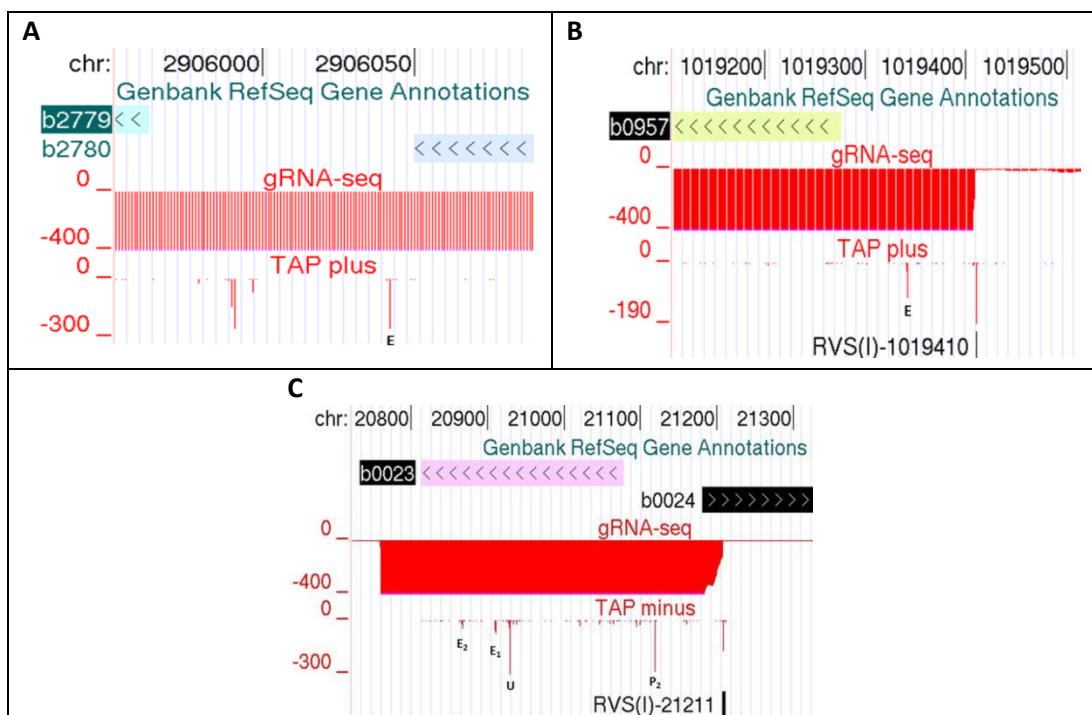 A
chr: 2906000| 2906050|
Genbank RefSeq Gene Annotations
b2779
b2780
gRNA-seq
0
-400
TAP plus
0
-300
E
B
chr: 1019200| 1019300| 1019400| 1019500|
Genbank RefSeq Gene Annotations
b0957
gRNA-seq
0
-400
TAP plus
0
-190
E
RVS(I)-1019410
C
chr: 20800| 20900| 21000| 21100| 21200| 21300|
Genbank RefSeq Gene Annotations
b0023
b0024
gRNA-seq
0
-400
TAP minus
0
-300
E₂ E₁ U P₂
RVS(I)-21211